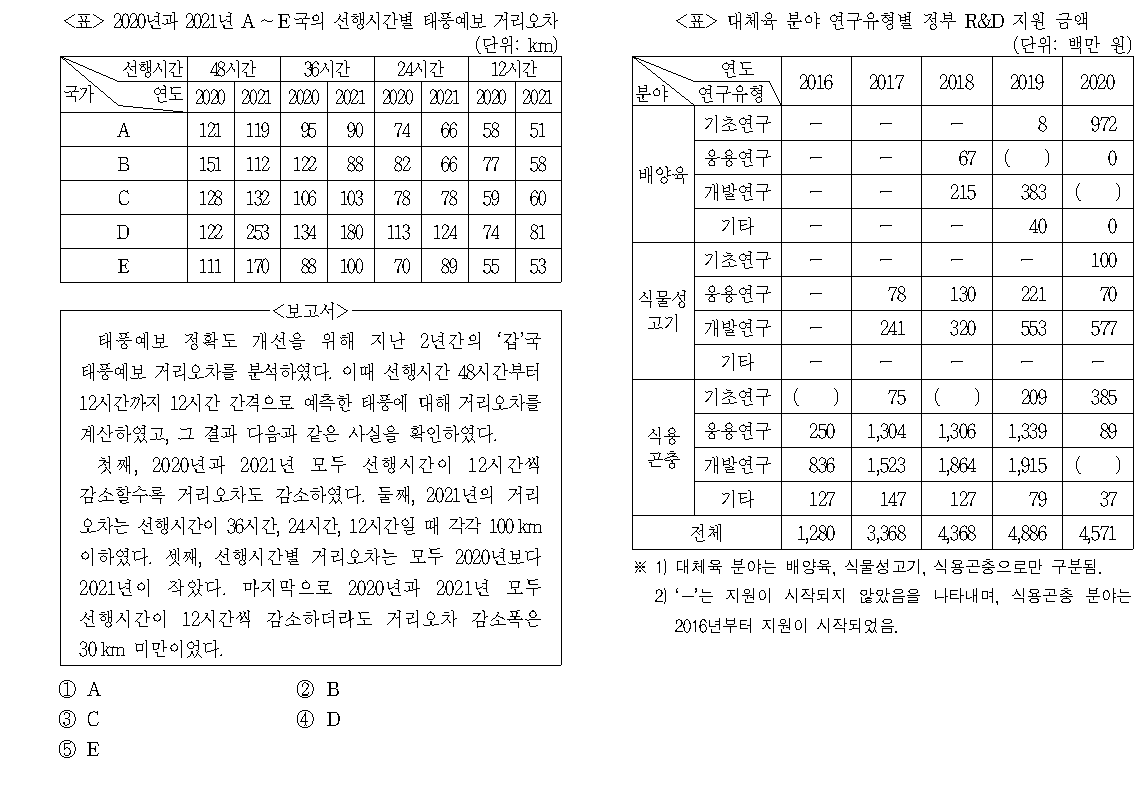 <표> 2020년과 2021년 A ~ E국의 선행시간별 태풍예보 거리오차
(단위: km)
선행시간 48시간 36시간 24시간 12시간
국가 연도 2020 2021 2020 2021 2020 2021 2020 2021
A 121 119 95 90 74 66 58 51
B 151 112 122 88 82 66 77 58
C 128 132 106 103 78 78 59 60
D 122 253 134 180 113 124 74 81
E 111 170 88 100 70 89 55 53
<보고서>
태풍예보 정확도 개선을 위해 지난 2년간의 ‘갑’국
태풍예보 거리오차를 분석하였다. 이때 선행시간 48시간부터
12시간까지 12시간 간격으로 예측한 태풍에 대해 거리오차를
계산하였고, 그 결과 다음과 같은 사실을 확인하였다.
첫째, 2020년과 2021년 모두 선행시간이 12시간씩
감소할수록 거리오차도 감소하였다. 둘째, 2021년의 거리
오차는 선행시간이 36시간, 24시간, 12시간일 때 각각 100 km
이하였다. 셋째, 선행시간별 거리오차는 모두 2020년보다
2021년이 작았다. 마지막으로 2020년과 2021년 모두
선행시간이 12시간씩 감소하더라도 거리오차 감소폭은
30 km 미만이었다.
① A ② B
③ C ④ D
⑤ E
<표> 대체육 분야 연구유형별 정부 R&D 지원 금액
(단위: 백만 원)
연도 2016 2017 2018 2019 2020
분야 연구유형
배양육 기초연구 － － － 8 972
응용연구 － － 67 ( ) 0
개발연구 － － 215 383 ( )
기타 － － － 40 0
식물성 고기 기초연구 － － － － 100
응용연구 － 78 130 221 70
개발연구 － 241 320 553 577
기타 － － － － －
식용 곤충 기초연구 ( ) 75 ( ) 209 385
응용연구 250 1,304 1,306 1,339 89
개발연구 836 1,523 1,864 1,915 ( )
기타 127 147 127 79 37
전체 1,280 3,368 4,368 4,886 4,571
※ 1) 대체육 분야는 배양육, 식물성고기, 식용곤충으로만 구분됨.
2) ‘－’는 지원이 시작되지 않았음을 나타내며, 식용곤충 분야는
2016년부터 지원이 시작되었음.